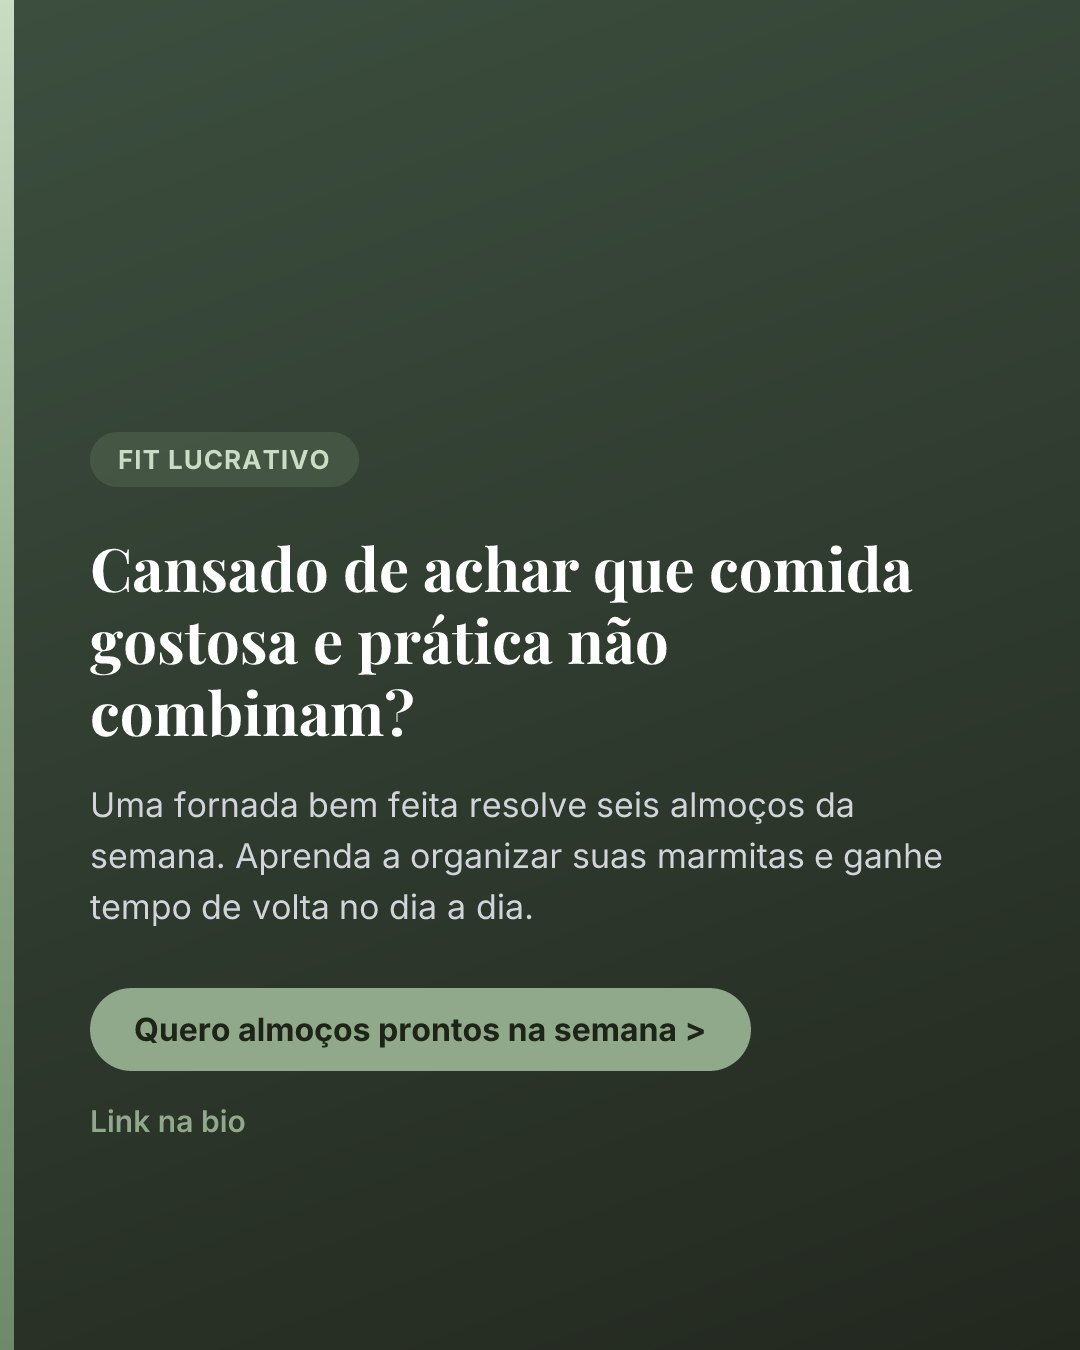 FIT LUCRATIVO
Cansado de achar que comida
gostosa e prática não
combinam?
Uma fornada bem feita resolve seis almoços da
semana. Aprenda a organizar suas marmitas e ganhe
tempo de volta no dia a dia.
Quero almoços prontos na semana >
Link na bio